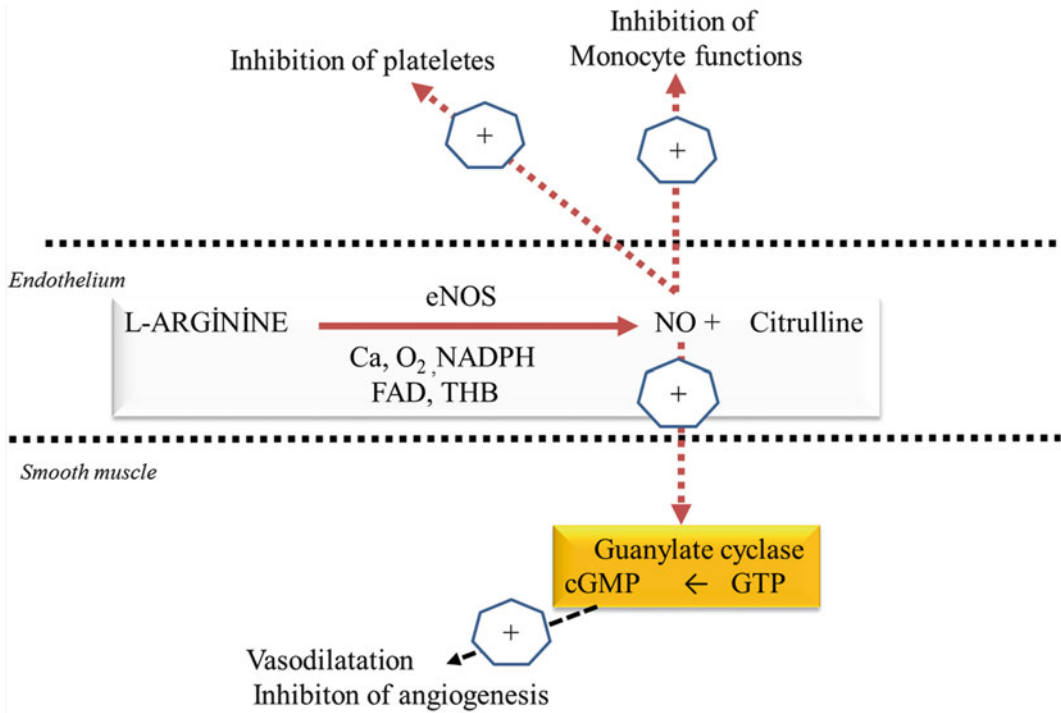 Inhibition of
Monocyte functions
Inhibition of plateletes
+
+
Endothelium
eNOS
L-ARGİNİNE
NO + Citrulline
Ca, O₂ ,NADPH
FAD, THB
+
Smooth muscle
Guanylate cyclase
cGMP ← GTP
+
Vasodilatation
Inhibiton of angiogenesis